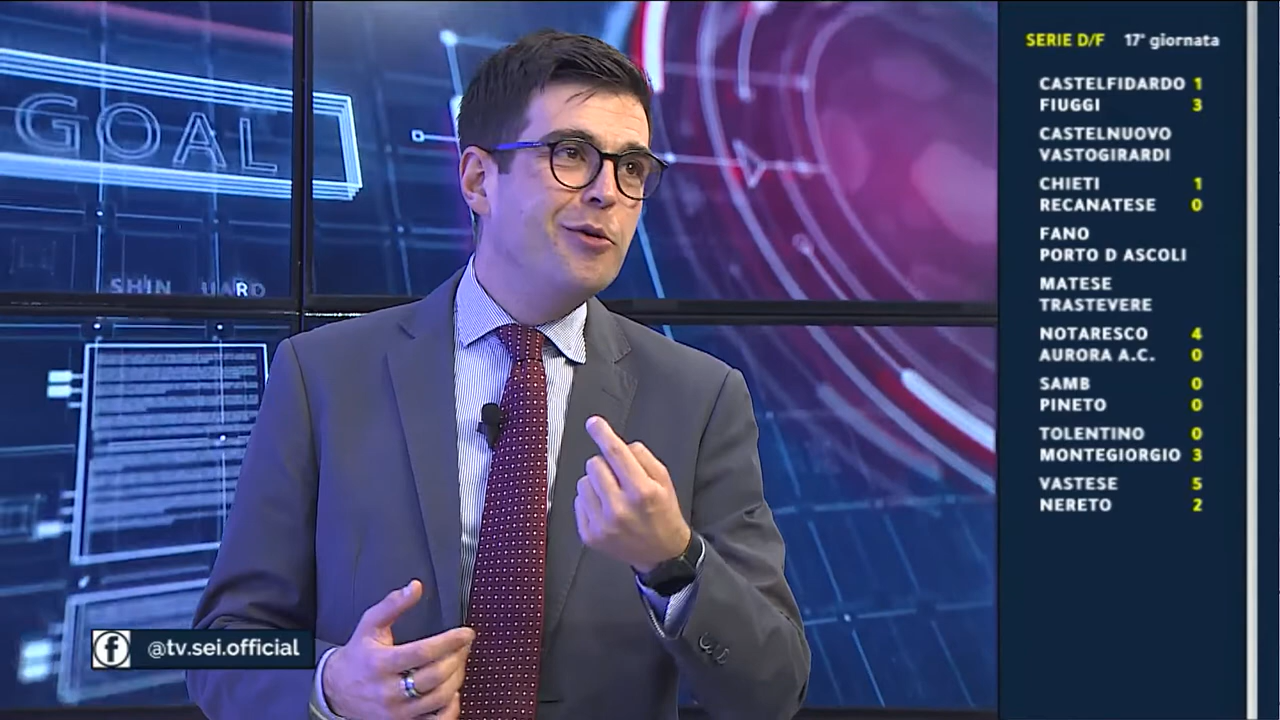 GOAL
SHIN
@tv.sei.official
SERIE D/F 17ª giornata
CASTELFIDARDO 1
FIUGGI 3
CASTELNUOVO
VASTOGIRARDI
CHIETI 1
RECANATESE 0
FANO
PORTO D ASCOLI
MATESE
TRASTEVERE
NOTARESCO 4
AURORA A.C. 0
SAMB 0
PINETO 0
TOLENTINO 0
MONTEGIORGIO 3
VASTESE 5
NERETO 2